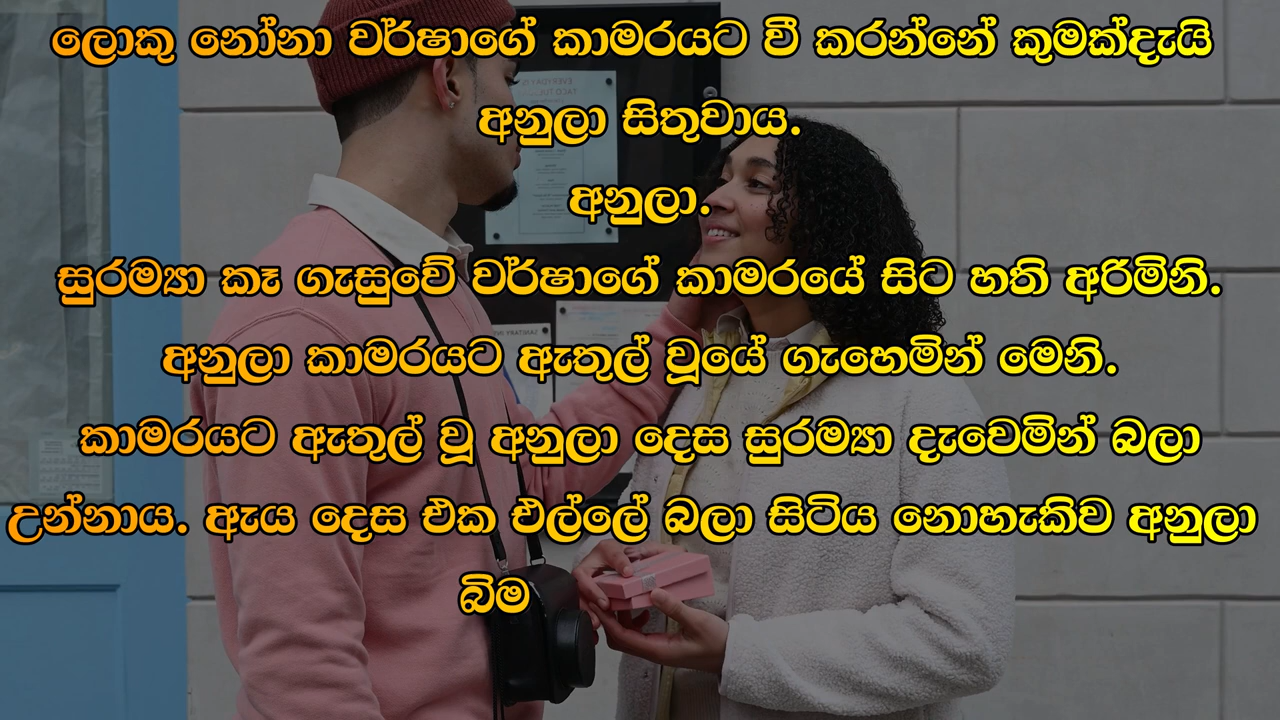 ලොකු නෝනා වර්ෂාගේ කාමරයට වී කරන්නේ කුමක්දැයි
අනුලා සිතුවාය.
අනුලා.
සුරම්‍යා කෑ ගැසුවේ වර්ෂාගේ කාමරයේ සිට හති අරිමිනි.
අනුලා කාමරයට ඇතුල් වූයේ ගැහෙමින් මෙනි.
කාමරයට ඇතුල් වූ අනුලා දෙස සුරම්‍යා දැවෙමින් බලා
උන්නාය. ඇය දෙස එක එල්ලේ බලා සිටිය නොහැකිව අනුලා
බිම